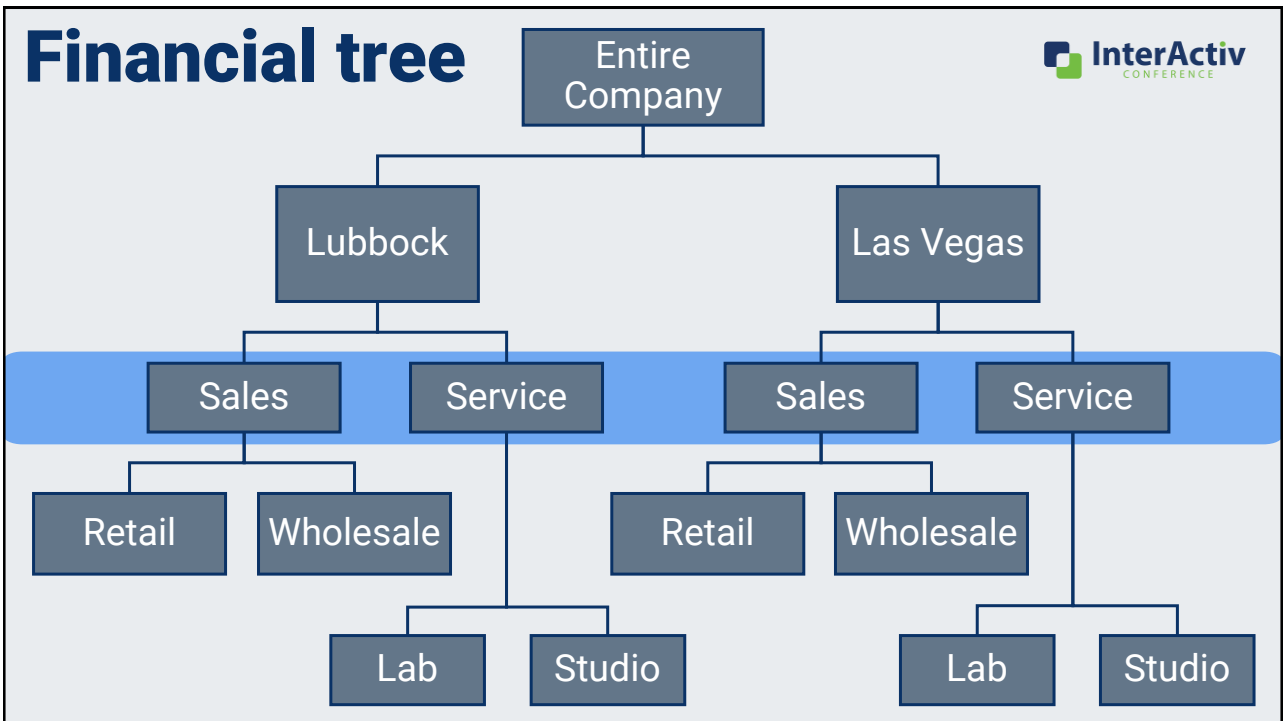 Financial tree
Entire
Company
InterActiv
CONFERENCE
Lubbock
Las Vegas
Sales
Service
Sales
Service
Retail
Wholesale
Retail
Wholesale
Lab
Studio
Lab
Studio